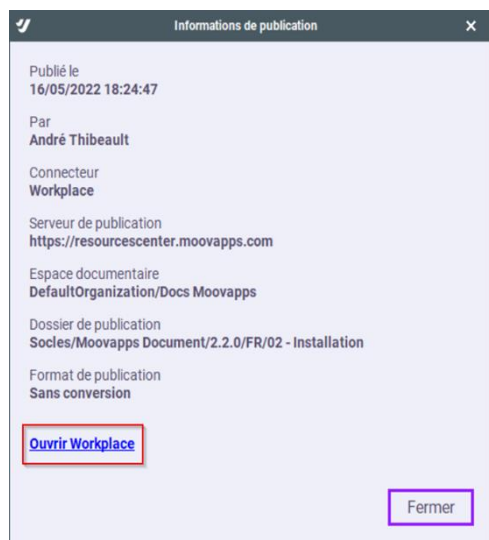 Informations de publication
Publié le
16/05/2022 18:24:47
Par
André Thibeault
Connecteur
Workplace
Serveur de publication
https://resourcescenter.moovapps.com
Espace documentaire
DefaultOrganization/Docs Moovapps
Dossier de publication
Socles/Moovapps Document/2.2.0/FR/02 - Installation
Format de publication
Sans conversion
Ouvrir Workplace
Fermer